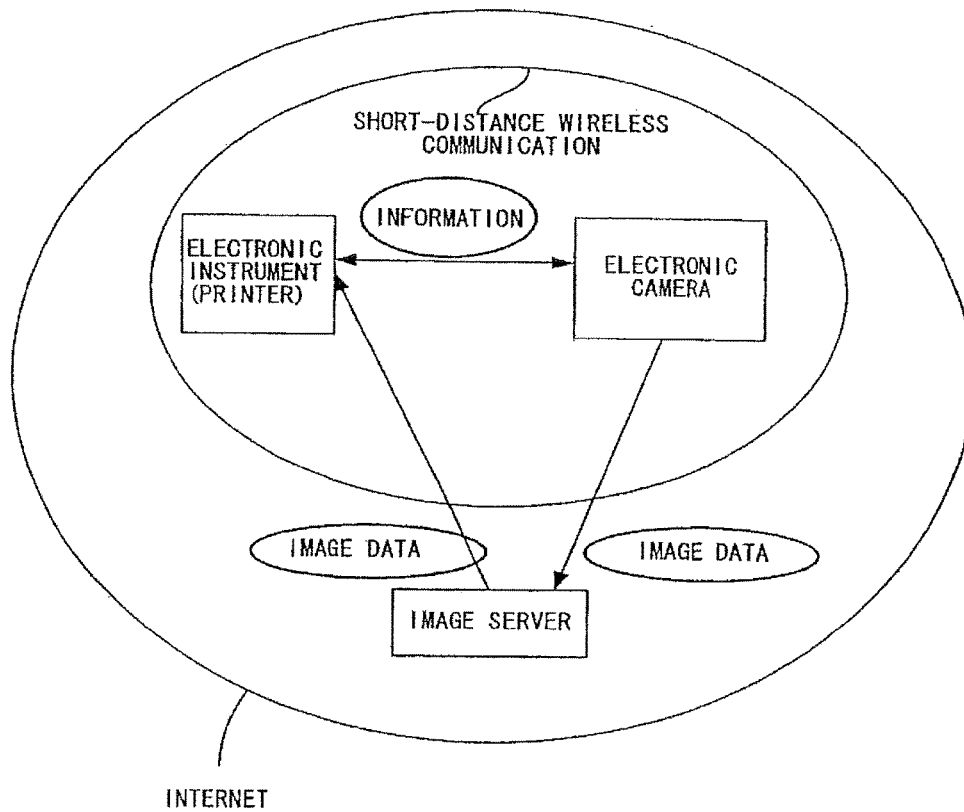 SHORT-DISTANCE WIRELESS
COMMUNICATION
INFORMATION
ELECTRONIC
INSTRUMENT
(PRINTER)
ELECTRONIC
CAMERA
IMAGE DATA
IMAGE DATA
IMAGE SERVER
INTERNET